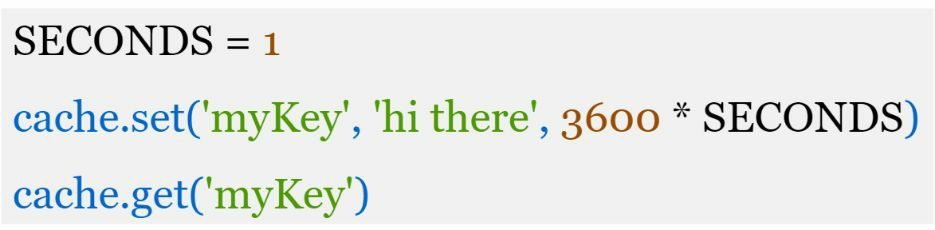 SECONDS = 1
cache.set('myKey', 'hi there', 3600 * SECONDS)
cache.get('myKey')